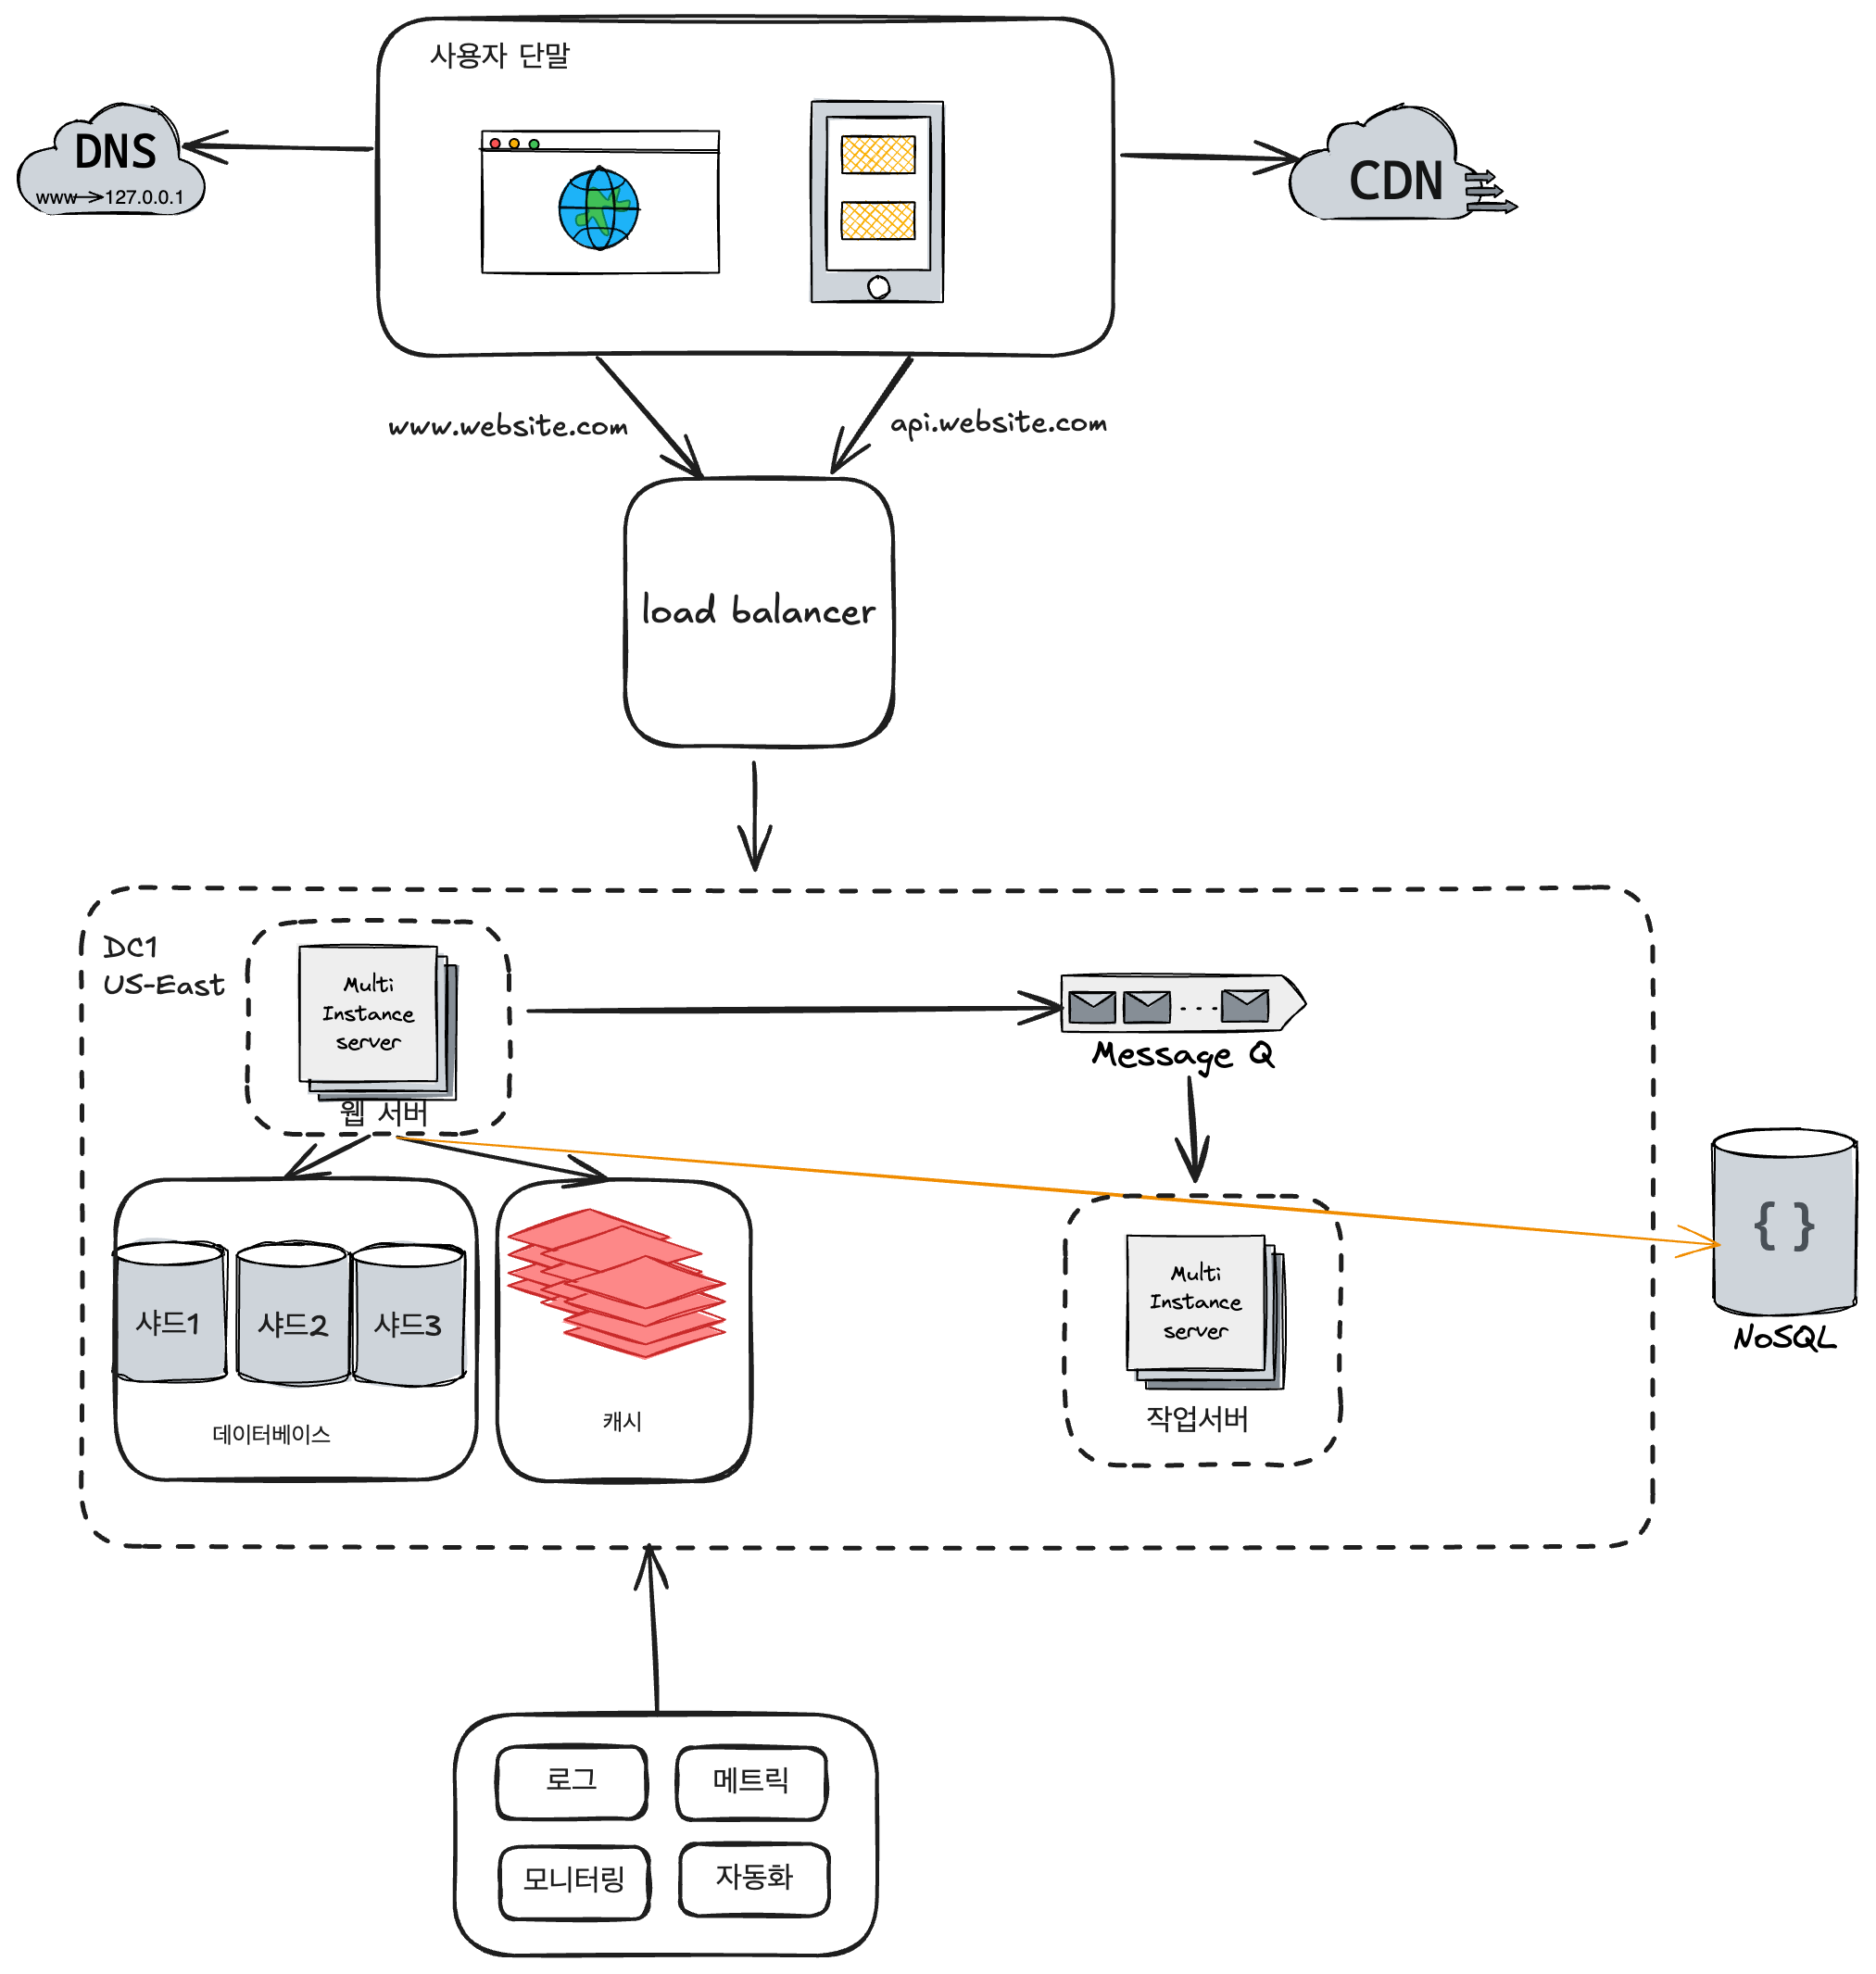 사용자 단말
DNS
www->127.0.0.1
CDN
www.website.com
api.website.com
load balancer
DC1
US-East
Multi
Instance
server
웹 서버
Message Q
샤드1
샤드2
샤드3
데이터베이스
캐시
Multi
Instance
server
작업서버
{ }
NoSQL
로그
메트릭
모니터링
자동화